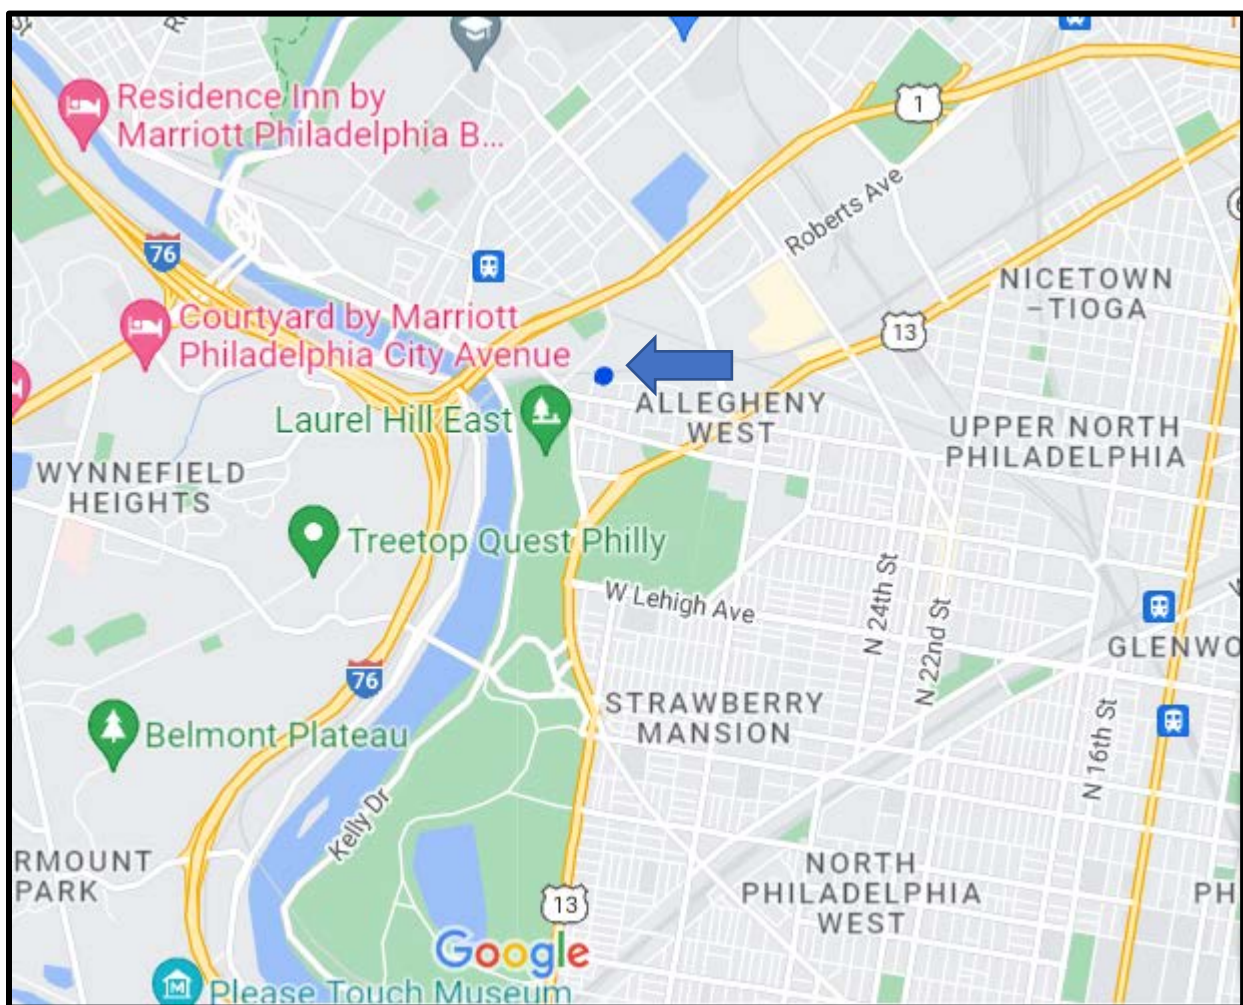 Residence Inn by
Marriott Philadelphia B...
1
Roberts Ave
76
NICETOWN
-TIOGA
Courtyard by Marriott
Philadelphia City Avenue
13
ALLEGHENY
WEST
Laurel Hill East
UPPER NORTH
PHILADELPHIA
WYNNEFIELD
HEIGHTS
Treetop Quest Philly
W Lehigh Ave
N 24th St
N 22nd St
GLENWO
76
STRAWBERRY
MANSION
Belmont Plateau
N 16th St
Kelly Dr
RMOUNT
PARK
NORTH
PHILADELPHIA
WEST
PH
13
Google
Please Touch Museum